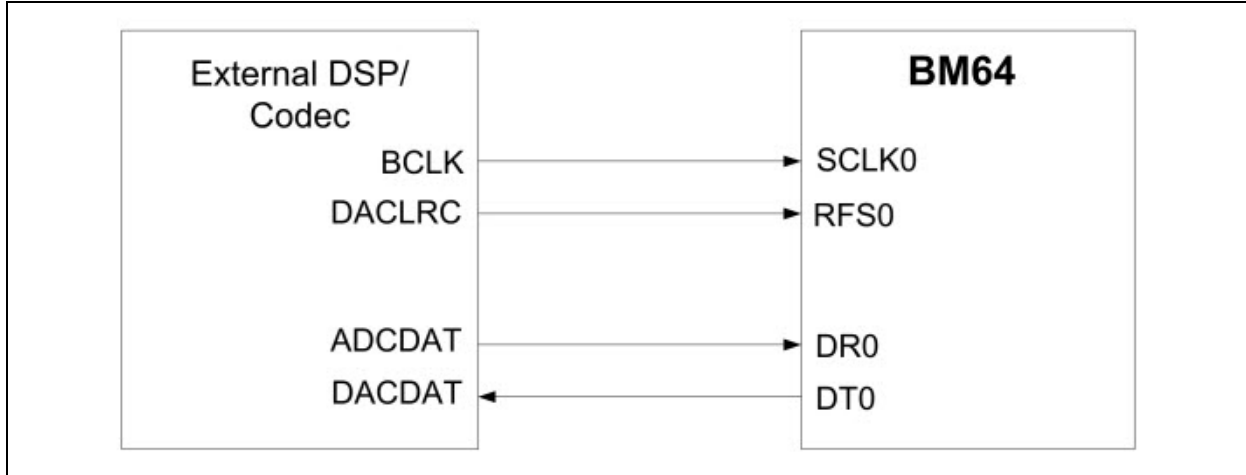 External DSP/
Codec
BCLK
DACLRC
ADCDAT
DACDAT
BM64
SCLK0
RFS0
DR0
DT0